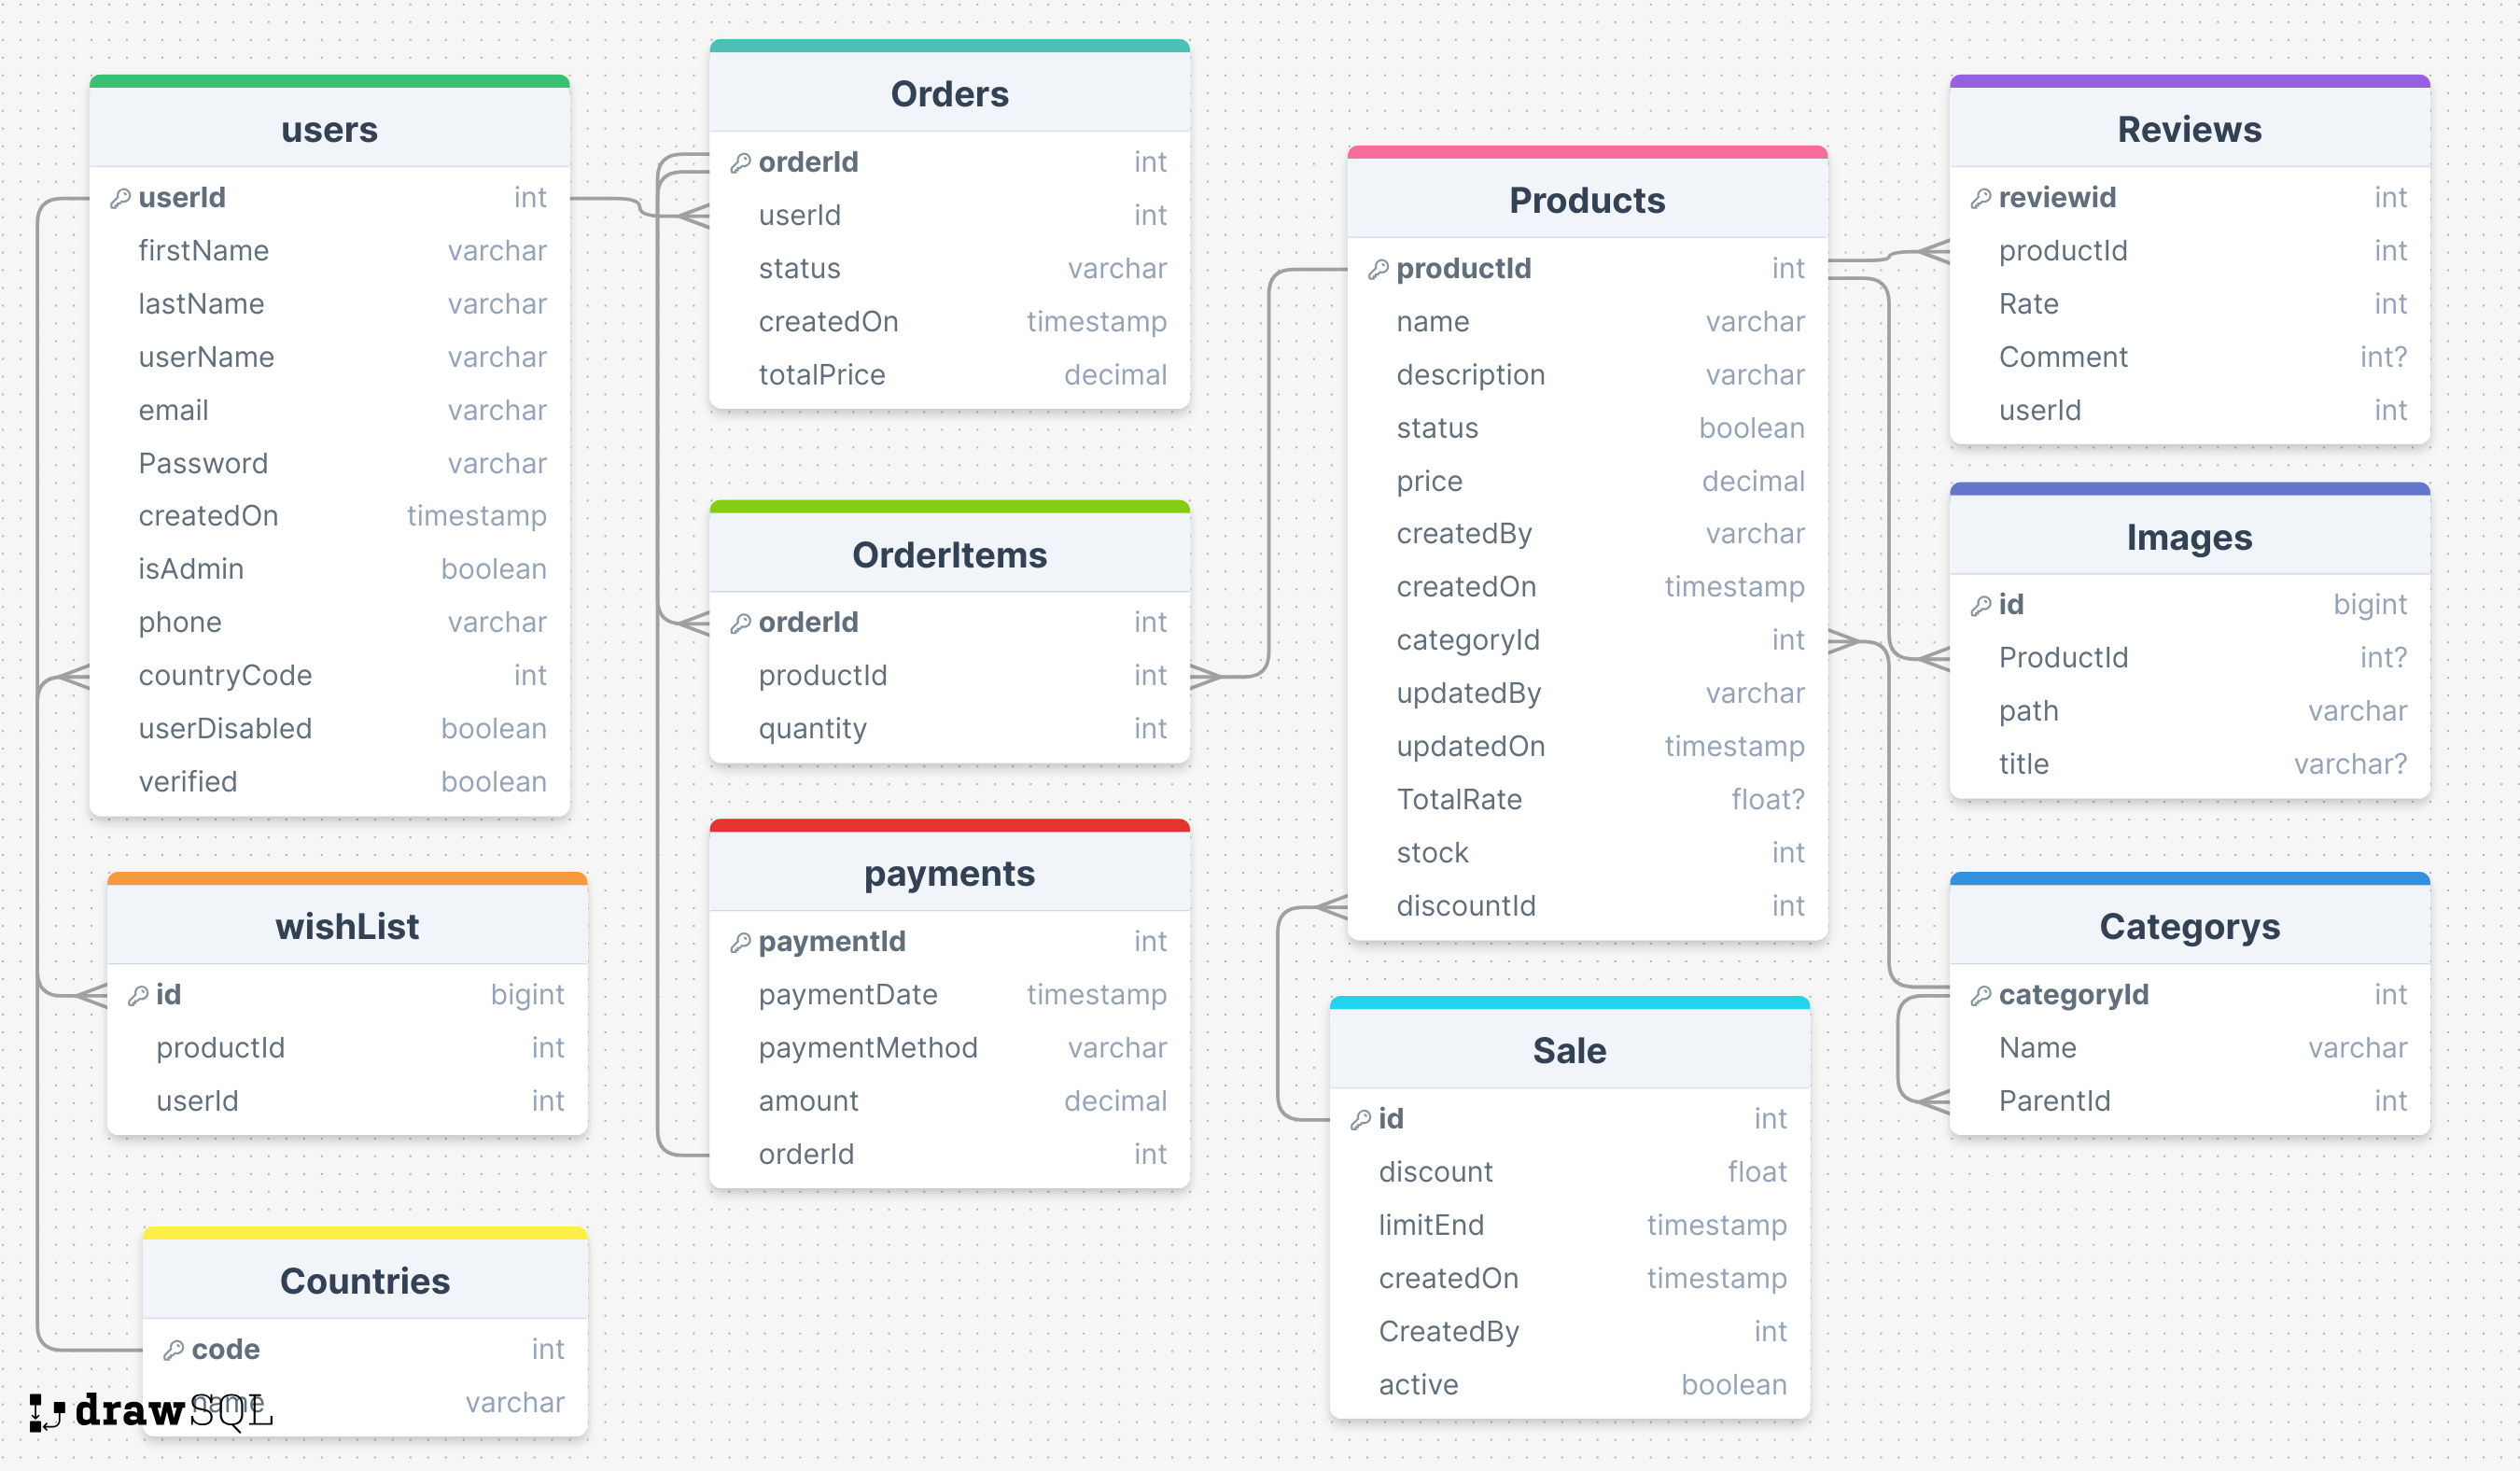 users
userId int
firstName varchar
lastName varchar
userName varchar
email varchar
Password varchar
createdOn timestamp
isAdmin boolean
phone varchar
countryCode int
userDisabled boolean
verified boolean
wishList
id bigint
productId int
userId int
Countries
code int
name varchar
drawSQL
Orders
orderId int
userId int
status varchar
createdOn timestamp
totalPrice decimal
OrderItems
orderId int
productId int
quantity int
payments
paymentId int
paymentDate timestamp
paymentMethod varchar
amount decimal
orderId int
Products
productId int
name varchar
description varchar
status boolean
price decimal
createdBy varchar
createdOn timestamp
categoryId int
updatedBy varchar
updatedOn timestamp
TotalRate float?
stock int
discountId int
Sale
id int
discount float
limitEnd timestamp
createdOn timestamp
CreatedBy int
active boolean
Reviews
reviewid int
productId int
Rate int
Comment int?
userId int
Images
id bigint
ProductId int?
path varchar
title varchar?
Categorys
categoryId int
Name varchar
ParentId int